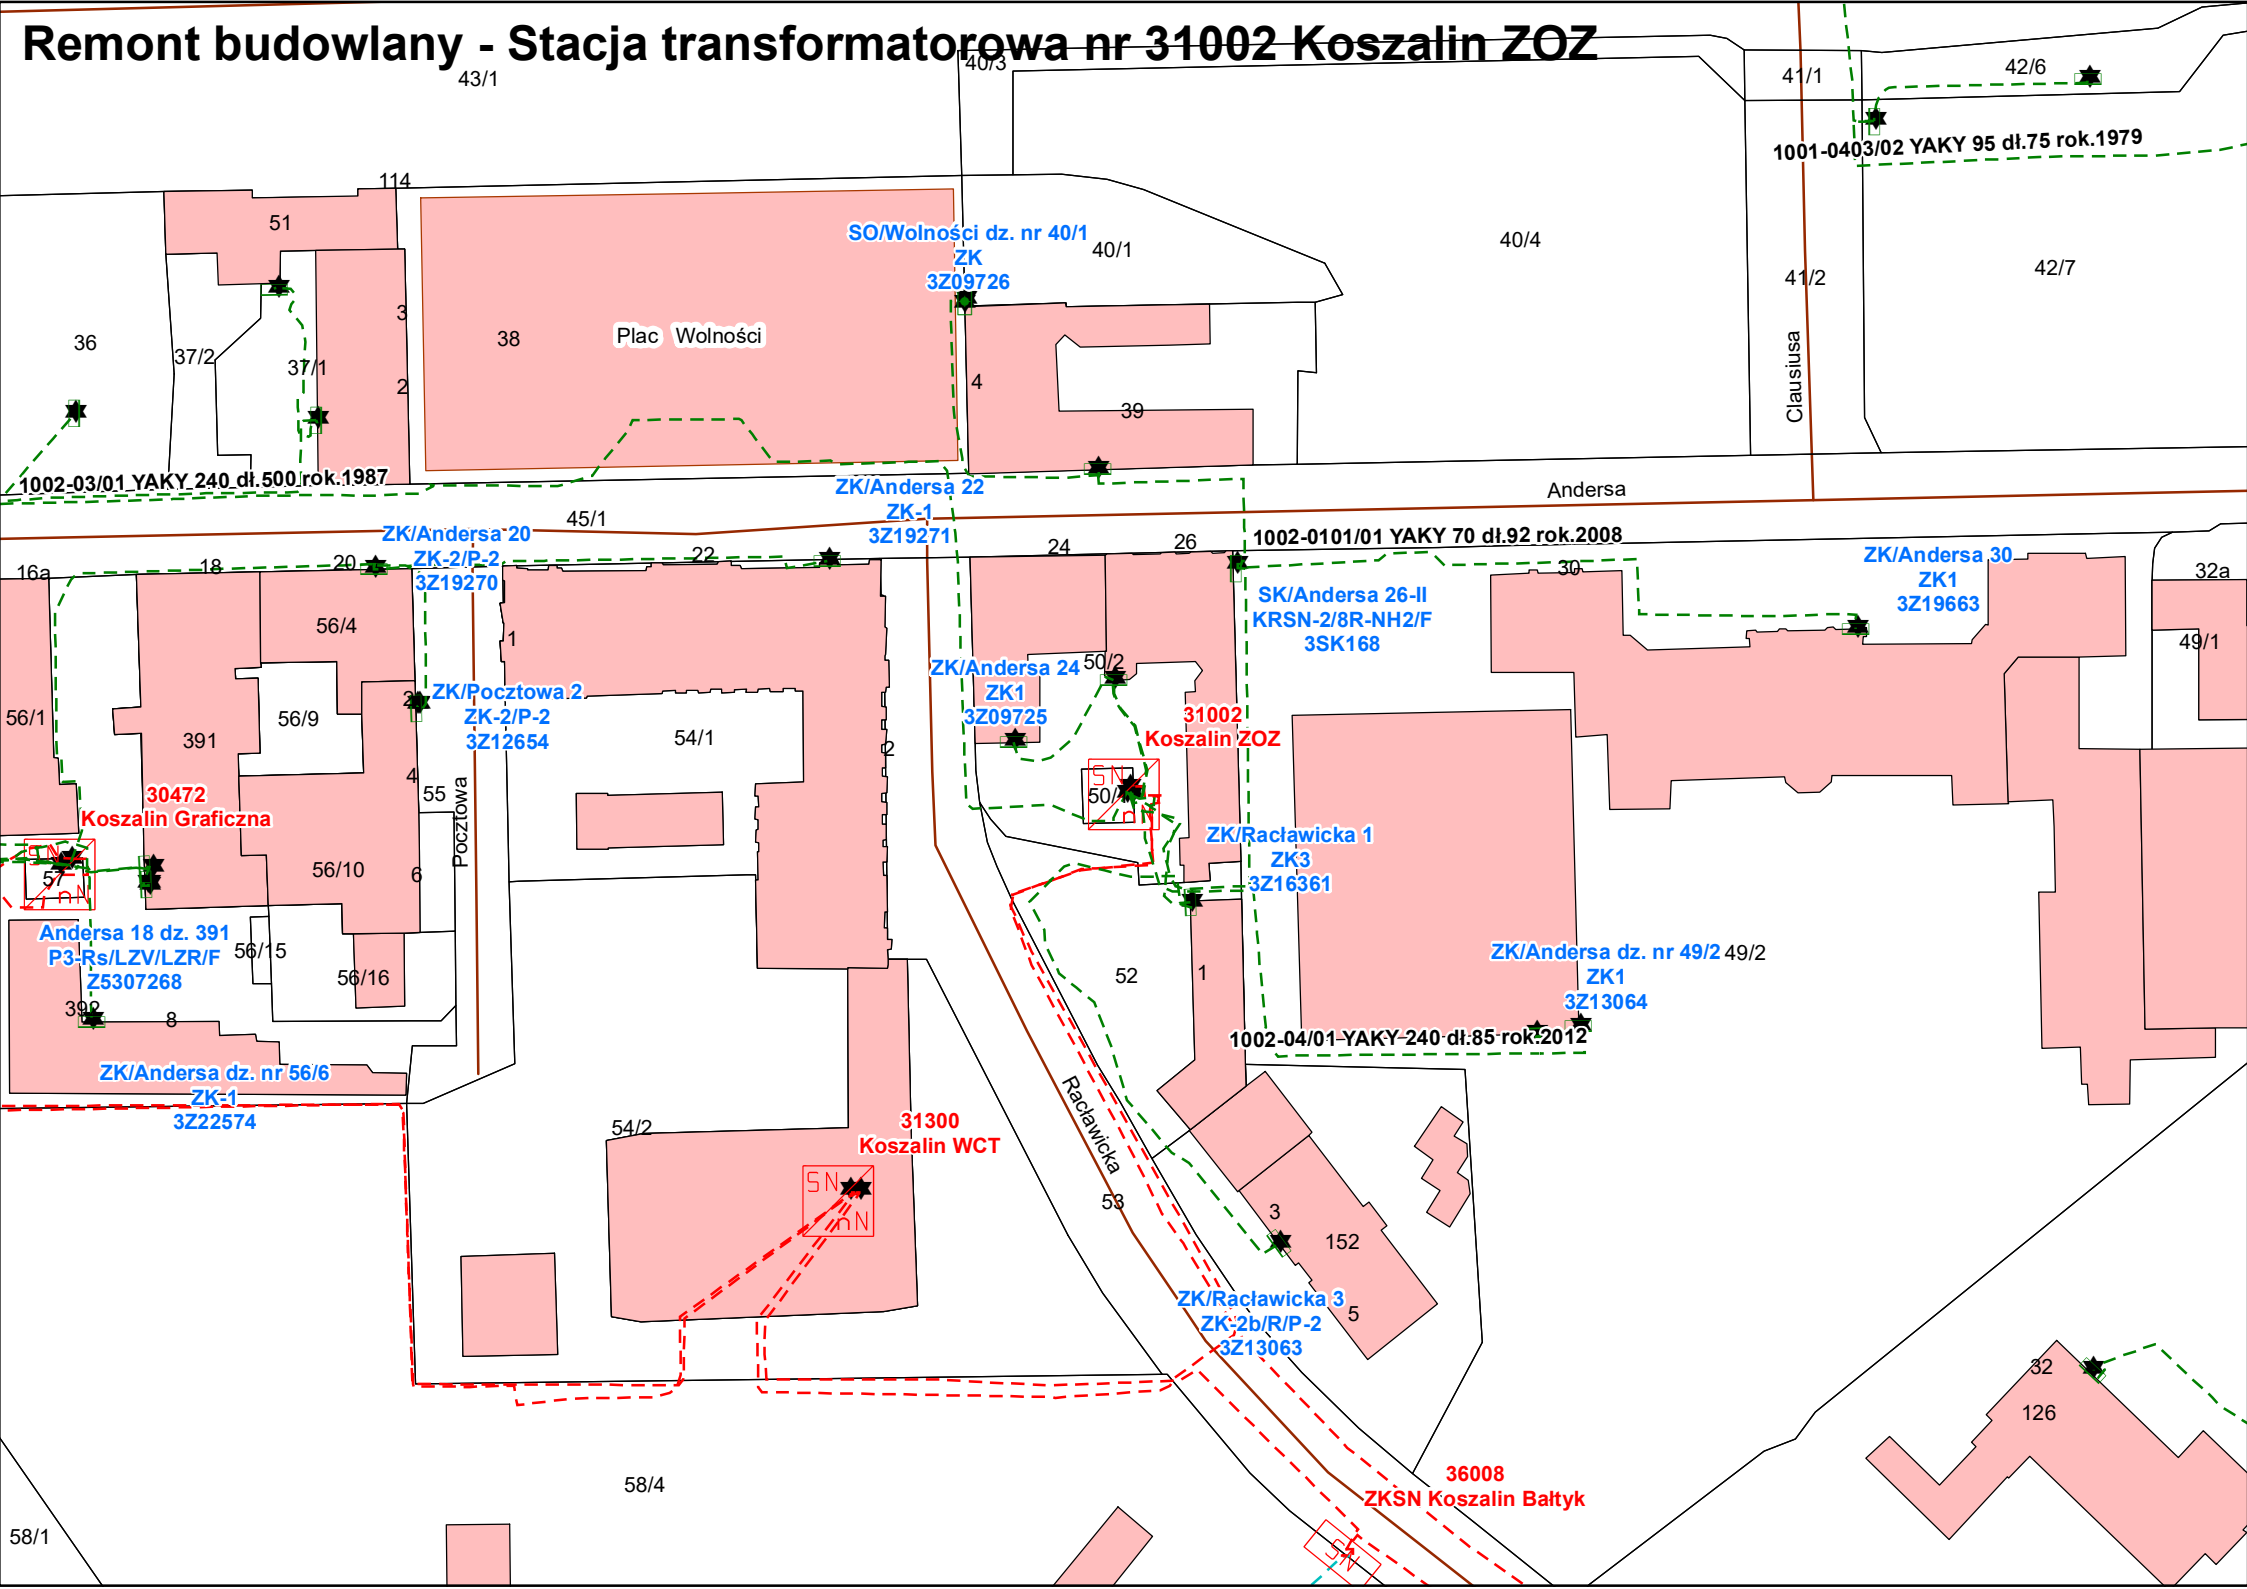 Remont budowlany - Stacja transformatorowa nr 31002 Koszalin ZOZ
43/1
40/3
41/1
42/6
1001-0403/02 YAKY 95 dł.75 rok.1979
114
51
SO/Wolności dz. nr 40/1
ZK
3Z09726
40/1
40/4
41/2
42/7
36
37/2
37/1
3
2
38
Plac Wolności
4
39
Clausiusa
1002-03/01 YAKY 240 dł.500 rok.1987
ZK/Andersa 22
ZK-1
3Z19271
Andersa
45/1
ZK/Andersa 20
ZK-2/P-2
3Z19270
16a
18
20
22
24
26
1002-0101/01 YAKY 70 dł.92 rok.2008
30
ZK/Andersa 30
ZK1
3Z19663
32a
49/1
SK/Andersa 26-II
KRSN-2/8R-NH2/F
3SK168
56/4
1
50/2
ZK/Andersa 24
ZK1
3Z09725
ZK/Pocztowa 2
ZK-2/P-2
3Z12654
56/1
56/9
391
54/1
2
31002
Koszalin ZOZ
SN
nN
4
55
Pocztowa
30472
Koszalin Graficzna
SN
57
nN
56/10
6
ZK/Racławicka 1
ZK3
3Z16361
Andersa 18 dz. 391
P3-Rs/LZV/LZR/F
Z5307268
56/15
56/16
392
8
52
1
ZK/Andersa dz. nr 49/2
ZK1
3Z13064
49/2
1002-04/01 YAKY 240 dł.85 rok.2012
ZK/Andersa dz. nr 56/6
ZK-1
3Z22574
54/2
31300
Koszalin WCT
SN
nN
Racławicka
53
3
152
5
ZK/Racławicka 3
ZK-2b/R/P-2
3Z13063
32
126
58/4
36008
ZKSN Koszalin Bałtyk
SN
58/1